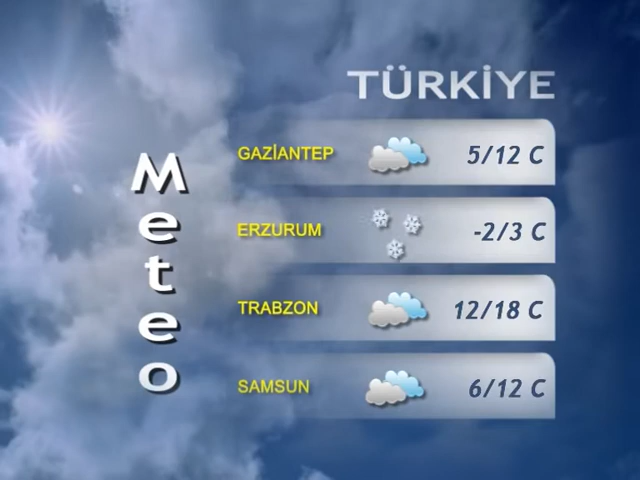 TÜRKİYE
Meteo
GAZİANTEP 5/12 C
ERZURUM -2/3 C
TRABZON 12/18 C
SAMSUN 6/12 C